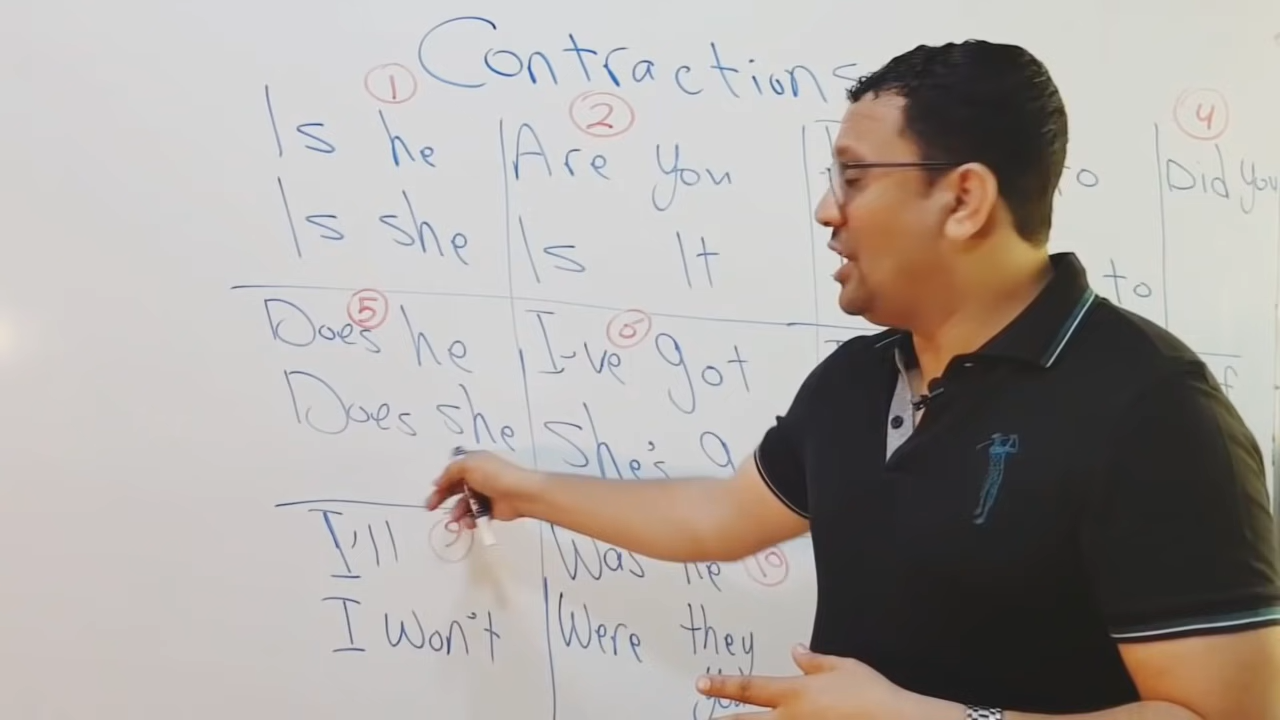 Contractions
1
Is he
Is she
2
Are you
Is It
to
to
4
Did you
5
Does he
Does she
6
I've got
She's
9
I'll
I won't
10
Was he
Were they
you